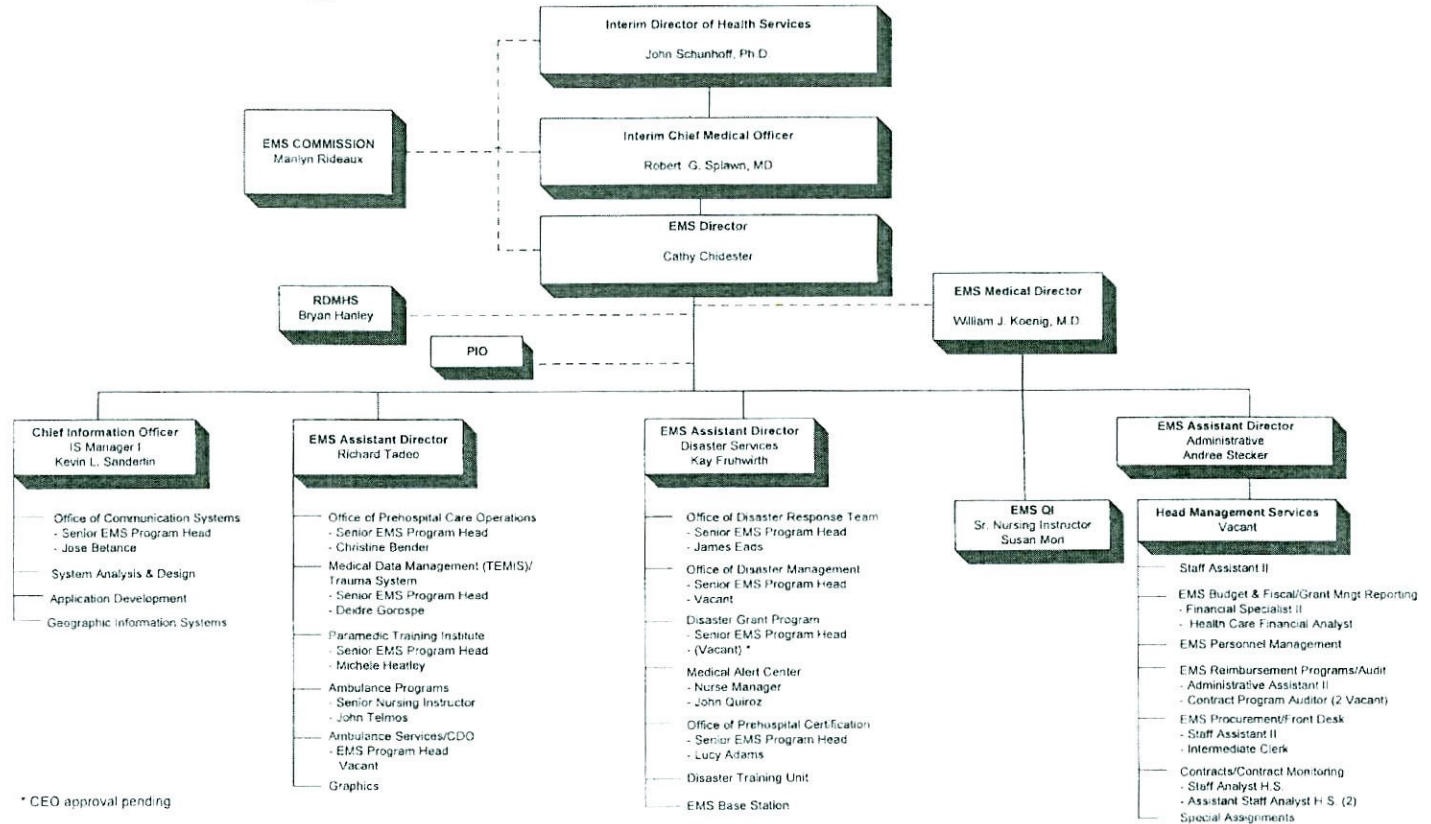 Interim Director of Health Services
John Schunhoff, Ph.D
EMS COMMISSION
Marilyn Rideaux
Interim Chief Medical Officer
Robert G. Splawn, MD
EMS Director
Cathy Chidester
RDMHS
Bryan Hanley
EMS Medical Director
William J. Koenig, M.D
PIO
Chief Information Officer
IS Manager I
Kevin L. Sanderlin
Office of Communication Systems
- Senior EMS Program Head
- Jose Betance
System Analysis & Design
Application Development
Geographic Information Systems
EMS Assistant Director
Richard Tadeo
Office of Prehospital Care Operations
- Senior EMS Program Head
- Christine Bender
Medical Data Management (TEMIS)/
Trauma System
- Senior EMS Program Head
- Deidre Gorospe
Paramedic Training Institute
- Senior EMS Program Head
- Michele Heatley
Ambulance Programs
- Senior Nursing Instructor
- John Telmos
Ambulance Services/CDO
- EMS Program Head
Vacant
Graphics
EMS Assistant Director
Disaster Services
Kay Fruhwirth
Office of Disaster Response Team
- Senior EMS Program Head
- James Eads
Office of Disaster Management
- Senior EMS Program Head
- Vacant
Disaster Grant Program
- Senior EMS Program Head
- (Vacant) *
Medical Alert Center
- Nurse Manager
- John Quiroz
Office of Prehospital Certification
- Senior EMS Program Head
- Lucy Adams
Disaster Training Unit
EMS Base Station
EMS QI
Sr. Nursing Instructor
Susan Mori
EMS Assistant Director
Administrative
Andree Stecker
Head Management Services
Vacant
Staff Assistant II
EMS Budget & Fiscal/Grant Mngt Reporting
- Financial Specialist II
- Health Care Financial Analyst
EMS Personnel Management
EMS Reimbursement Programs/Audit
- Administrative Assistant II
- Contract Program Auditor (2 Vacant)
EMS Procurement/Front Desk
- Staff Assistant II
- Intermediate Clerk
Contracts/Contract Monitoring
- Staff Analyst H.S.
- Assistant Staff Analyst H.S. (2)
Special Assignments
* CEO approval pending